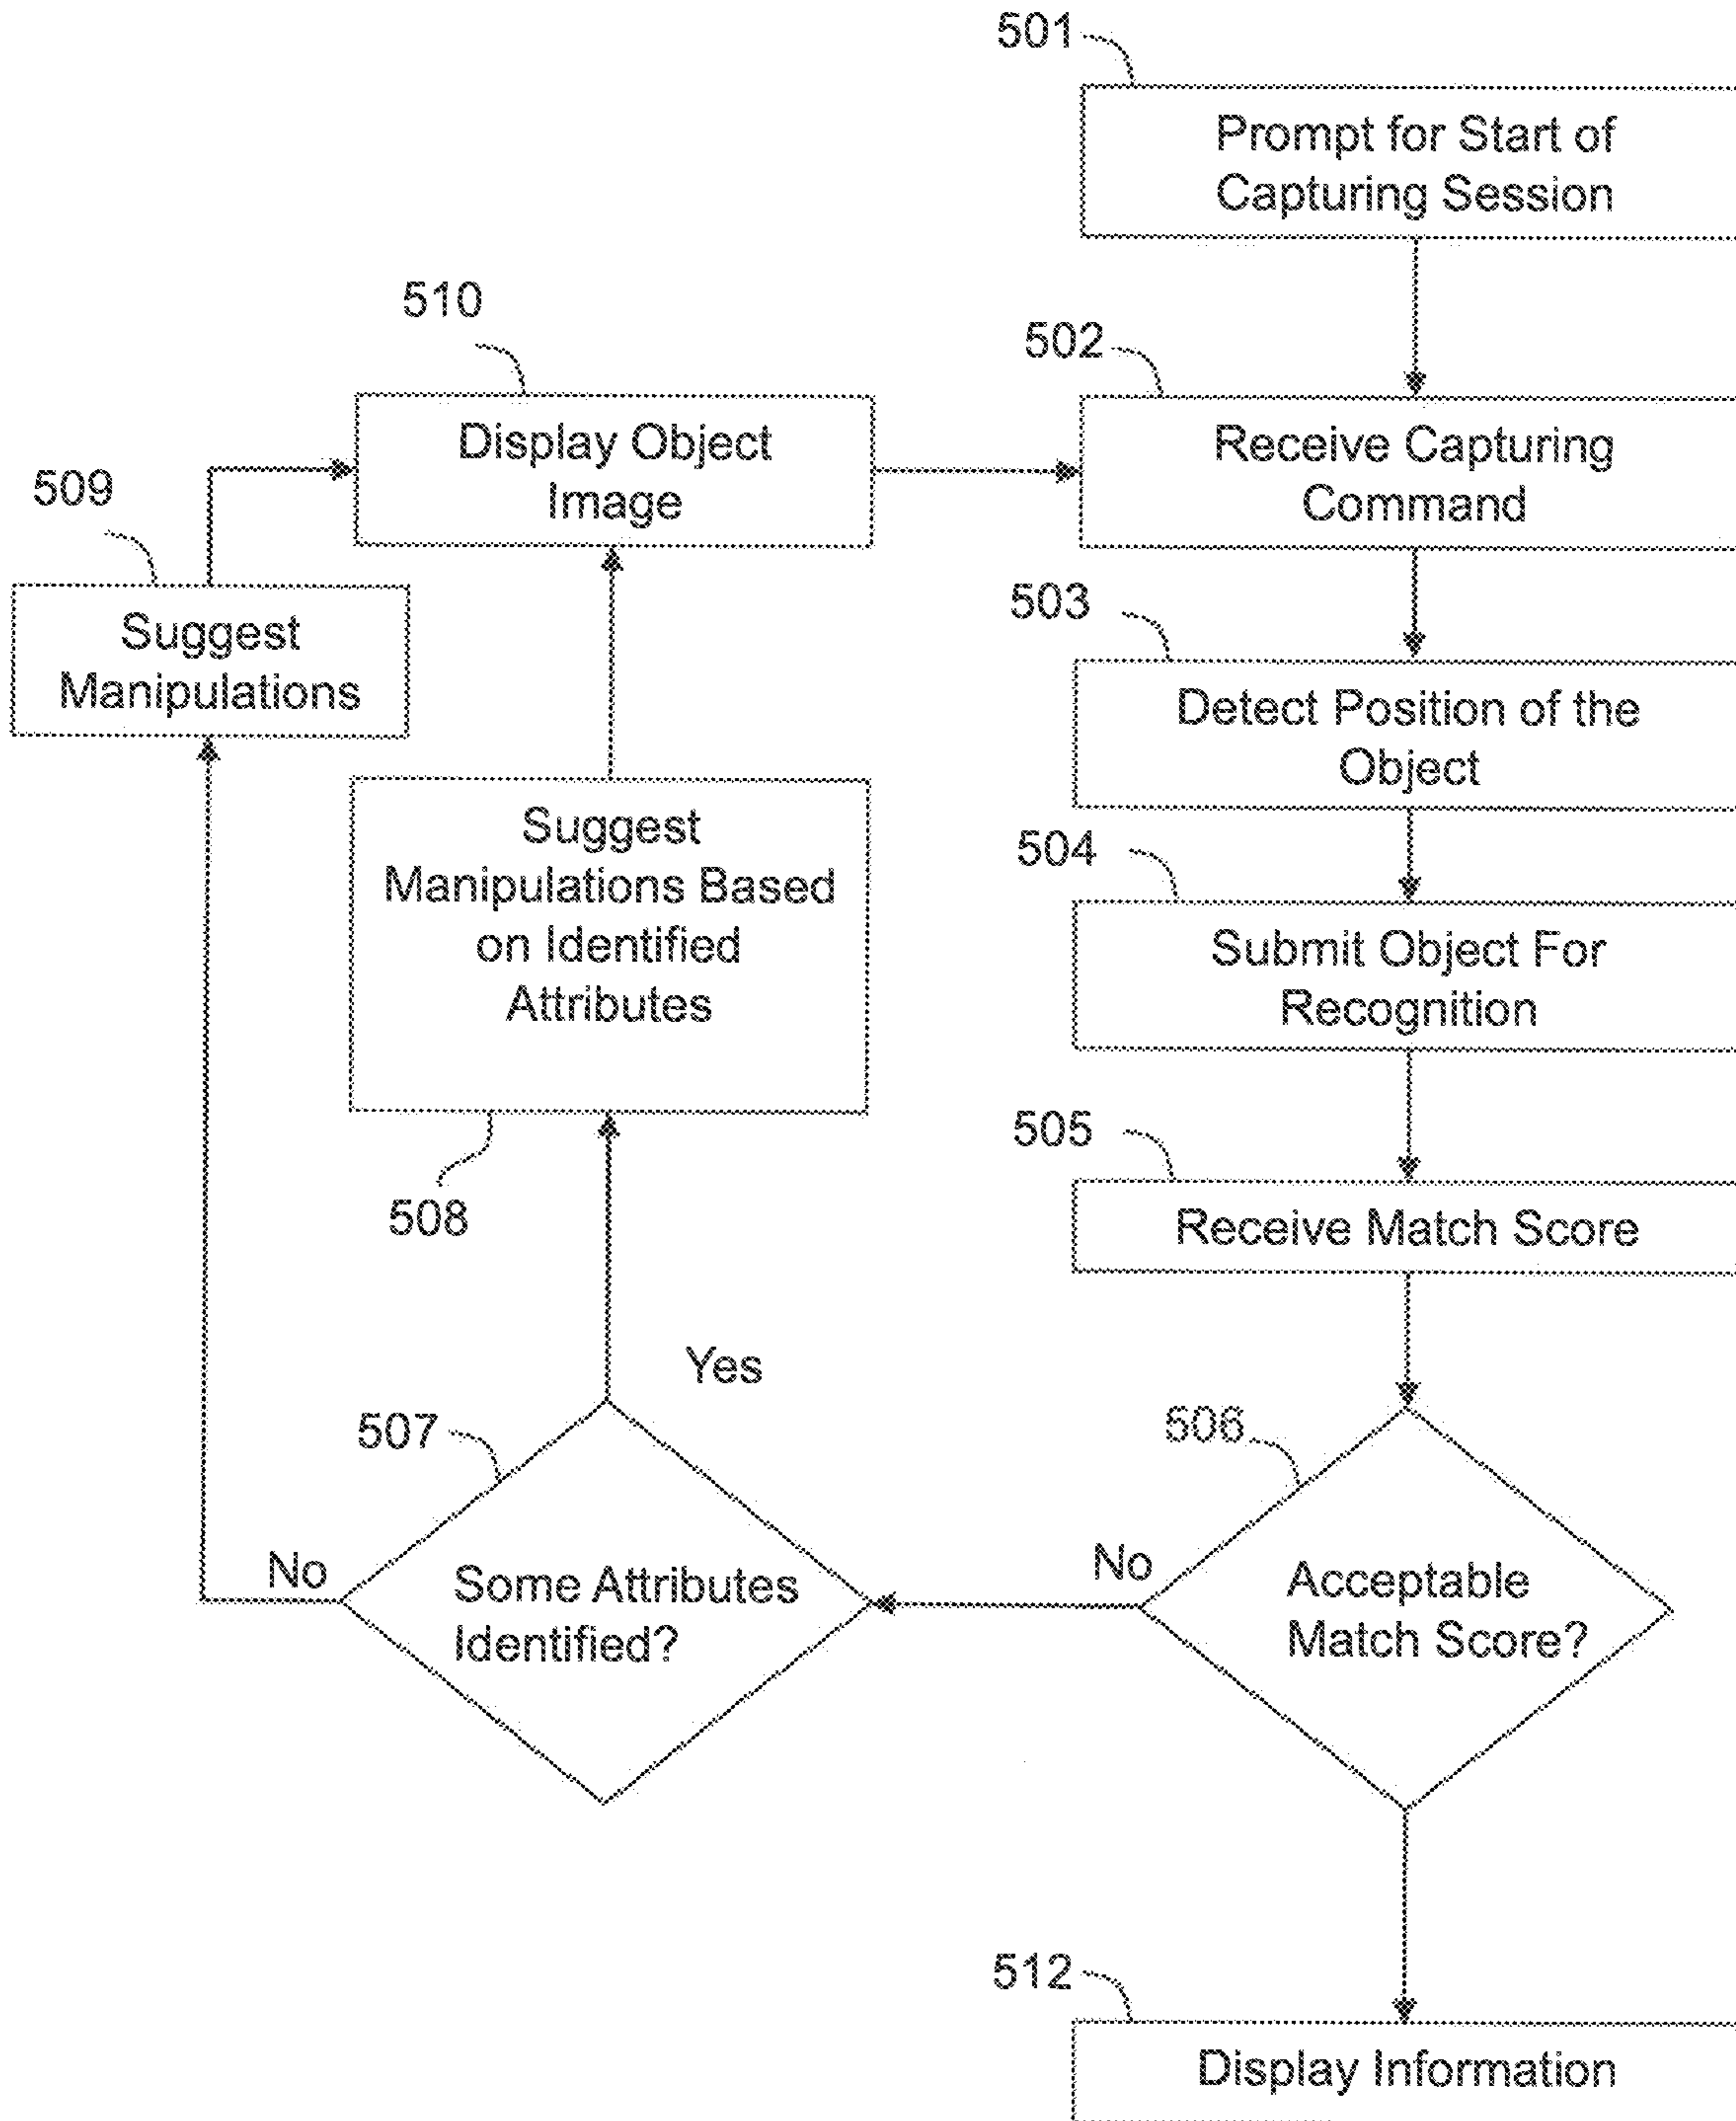 501
Prompt for Start of
Capturing Session
510
502
Display Object
Image
Receive Capturing
Command
509
Suggest
Manipulations
503
Detect Position of the
Object
Suggest
Manipulations Based
on Identified
Attributes
504
Submit Object For
Recognition
508
505
Receive Match Score
Yes
507
506
No
Some Attributes
Identified?
No
Acceptable
Match Score?
512
Display Information